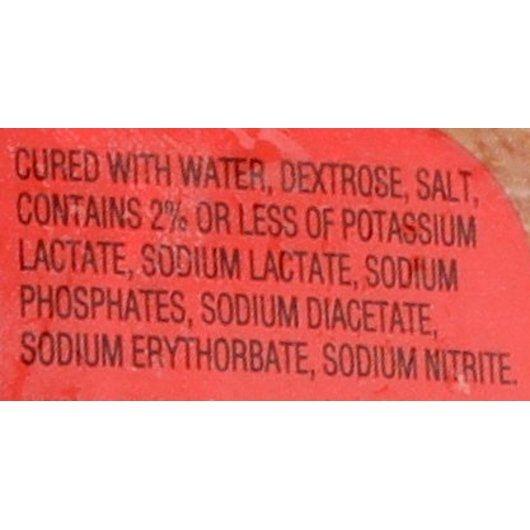 CURED WITH WATER, DEXTROSE, SALT,
CONTAINS 2% OR LESS OF POTASSIUM
LACTATE, SODIUM LACTATE, SODIUM
PHOSPHATES, SODIUM DIACETATE,
SODIUM ERYTHORBATE, SODIUM NITRITE.